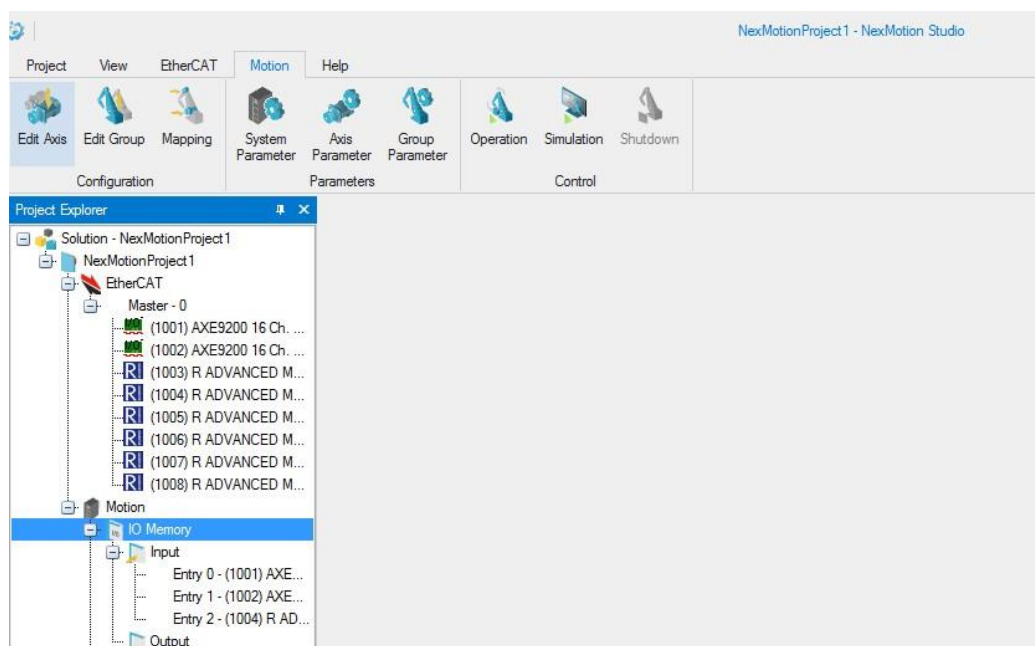 NexMotionProject1 - NexMotion Studio
Project View EtherCAT Motion Help
Edit Axis Edit Group Mapping System Parameter Axis Parameter Group Parameter Operation Simulation Shutdown
Configuration Parameters Control
Project Explorer
Solution - NexMotionProject1
NexMotionProject1
EtherCAT
Master - 0
I/O (1001) AXE9200 16 Ch. ...
I/O (1002) AXE9200 16 Ch. ...
R (1003) R ADVANCED M...
R (1004) R ADVANCED M...
R (1005) R ADVANCED M...
R (1006) R ADVANCED M...
R (1007) R ADVANCED M...
R (1008) R ADVANCED M...
Motion
IO Memory
Input
Entry 0 - (1001) AXE...
Entry 1 - (1002) AXE...
Entry 2 - (1004) R AD...
Output